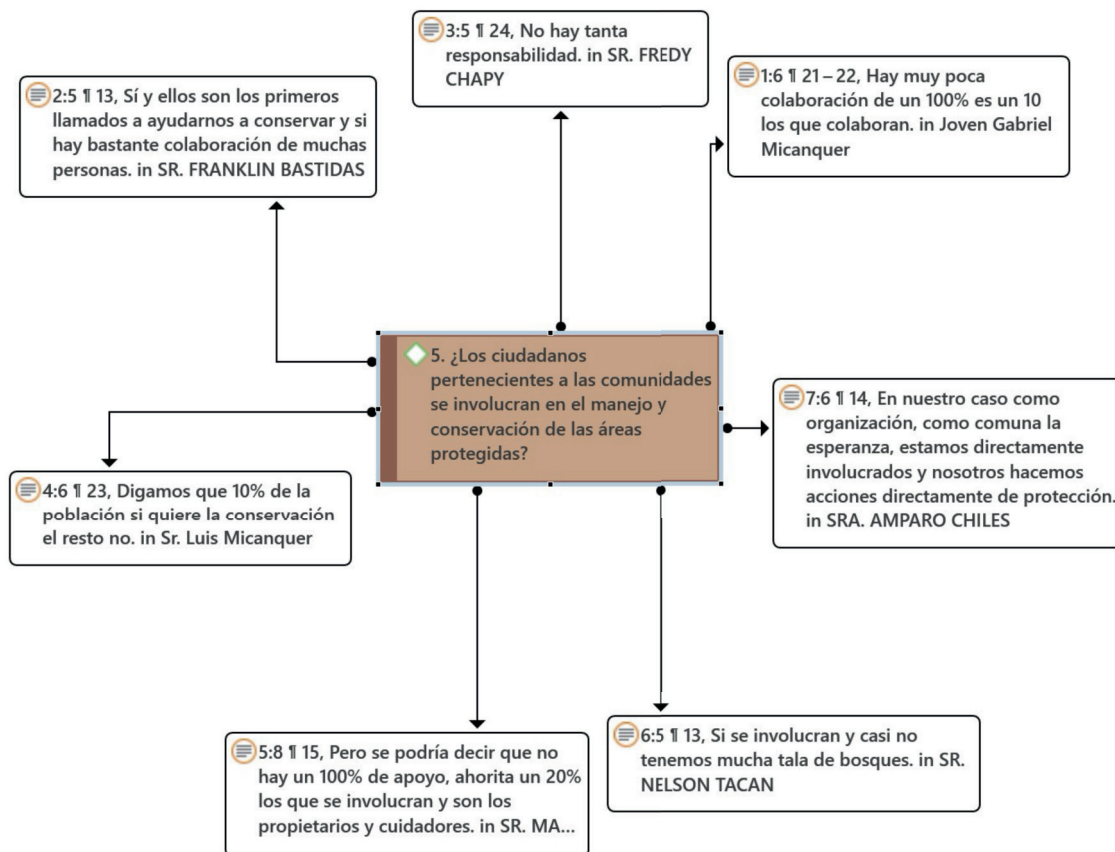 3:5 ¶ 24, No hay tanta
responsabilidad. in SR. FREDY
CHAPY
1:6 ¶ 21 – 22, Hay muy poca
colaboración de un 100% es un 10
los que colaboran. in Joven Gabriel
Micanquer
2:5 ¶ 13, Sí y ellos son los primeros
llamados a ayudarnos a conservar y si
hay bastante colaboración de muchas
personas. in SR. FRANKLIN BASTIDAS
5. ¿Los ciudadanos
pertenecientes a las comunidades
se involucran en el manejo y
conservación de las áreas
protegidas?
7:6 ¶ 14, En nuestro caso como
organización, como comuna la
esperanza, estamos directamente
involucrados y nosotros hacemos
acciones directamente de protección.
in SRA. AMPARO CHILES
4:6 ¶ 23, Digamos que 10% de la
población si quiere la conservación
el resto no. in Sr. Luis Micanquer
5:8 ¶ 15, Pero se podría decir que no
hay un 100% de apoyo, ahorita un 20%
los que se involucran y son los
propietarios y cuidadores. in SR. MA...
6:5 ¶ 13, Si se involucran y casi no
tenemos mucha tala de bosques. in SR.
NELSON TACAN